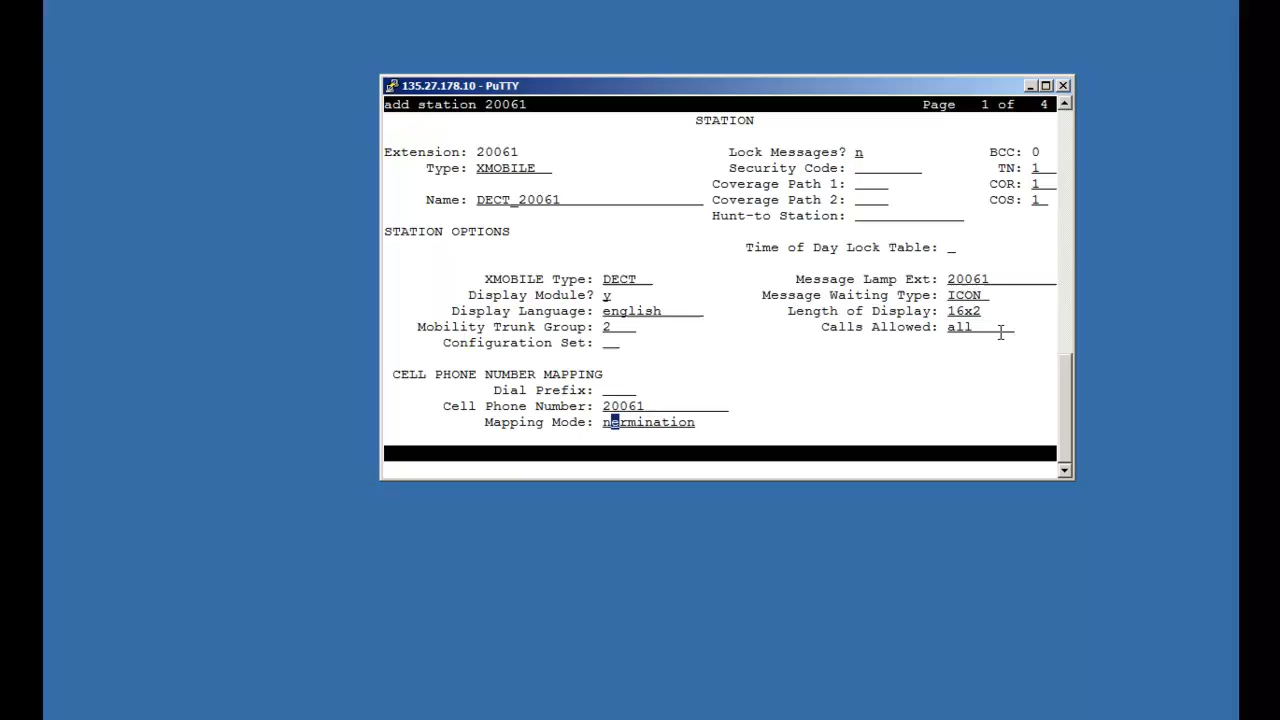 135.27.178.10 - PuTTY
add station 20061 Page 1 of 4
STATION
Extension: 20061 Lock Messages? n BCC: 0
Type: XMOBILE Security Code: TN: 1
Coverage Path 1: COR: 1
Name: DECT_20061 Coverage Path 2: COS: 1
Hunt-to Station:
STATION OPTIONS
Time of Day Lock Table:
XMOBILE Type: DECT Message Lamp Ext: 20061
Display Module? y Message Waiting Type: ICON
Display Language: english Length of Display: 16x2
Mobility Trunk Group: 2 Calls Allowed: all
Configuration Set:
CELL PHONE NUMBER MAPPING
Dial Prefix:
Cell Phone Number: 20061
Mapping Mode: nermination